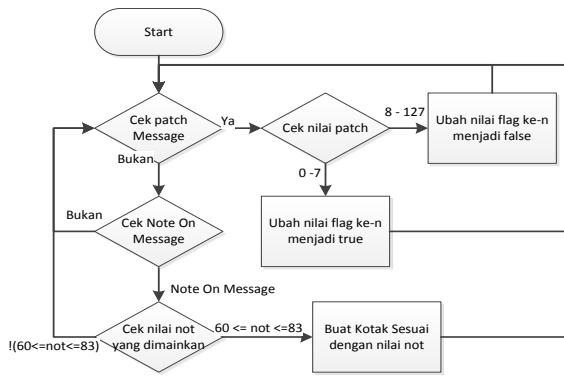 Start
Cek patch
Message
Ya
Cek nilai patch
8 - 127
Ubah nilai flag ke-n
menjadi false
Bukan
0 -7
Bukan
Cek Note On
Message
Ubah nilai flag ke-n
menjadi true
Note On Message
Cek nilai not
yang dimainkan
!(60<=not<=83)
60 <= not <=83
Buat Kotak Sesuai
dengan nilai not